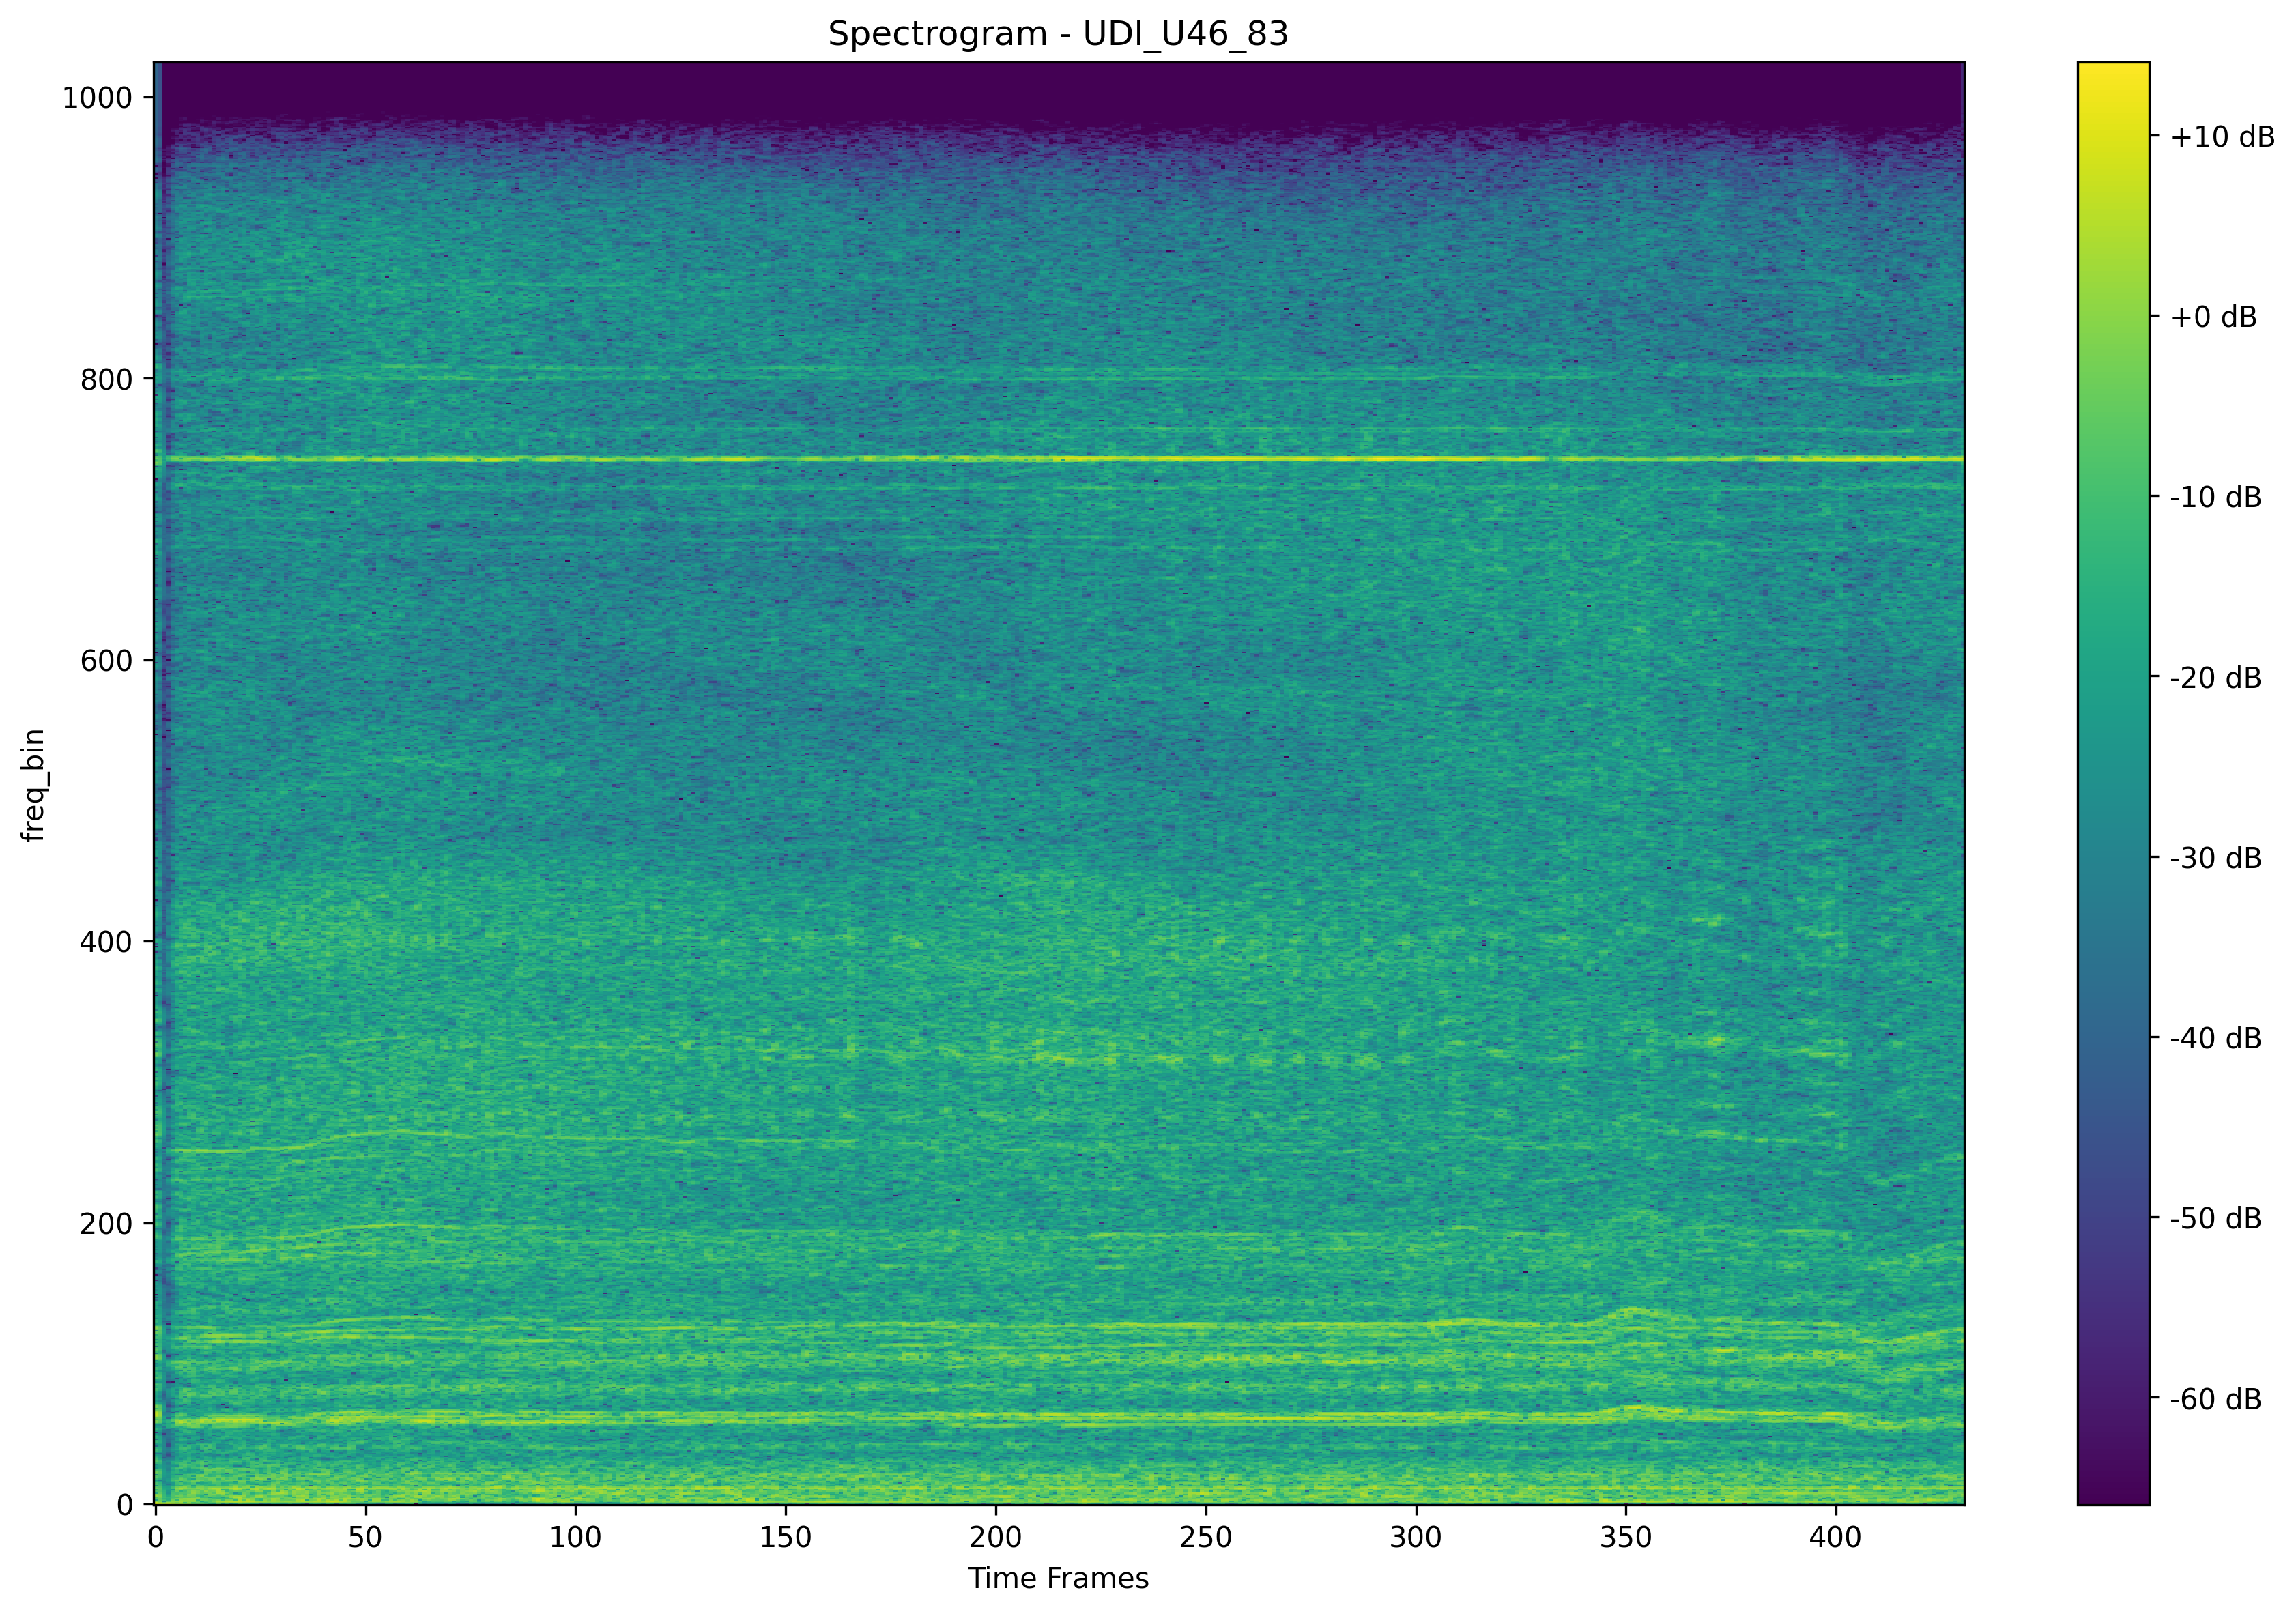 Spectrogram - UDI_U46_83
1000
800
600
400
200
0
freq_bin
0 50 100 150 200 250 300 350 400
Time Frames
+10 dB
+0 dB
-10 dB
-20 dB
-30 dB
-40 dB
-50 dB
-60 dB